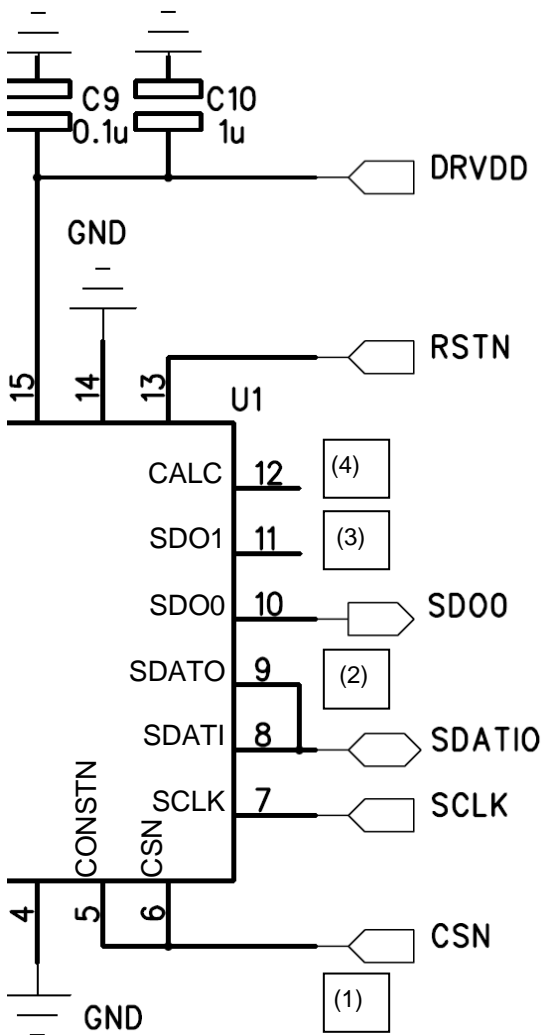 C9
0.1u
C10
1u
DRVDD
GND
RSTN
15
14
13
U1
CALC
12
(4)
SDO1
11
(3)
SDO0
10
SDO0
SDATO
9
(2)
SDATI
8
SDATIO
SCLK
7
SCLK
CONSTN
CSN
4
5
6
CSN
(1)
GND